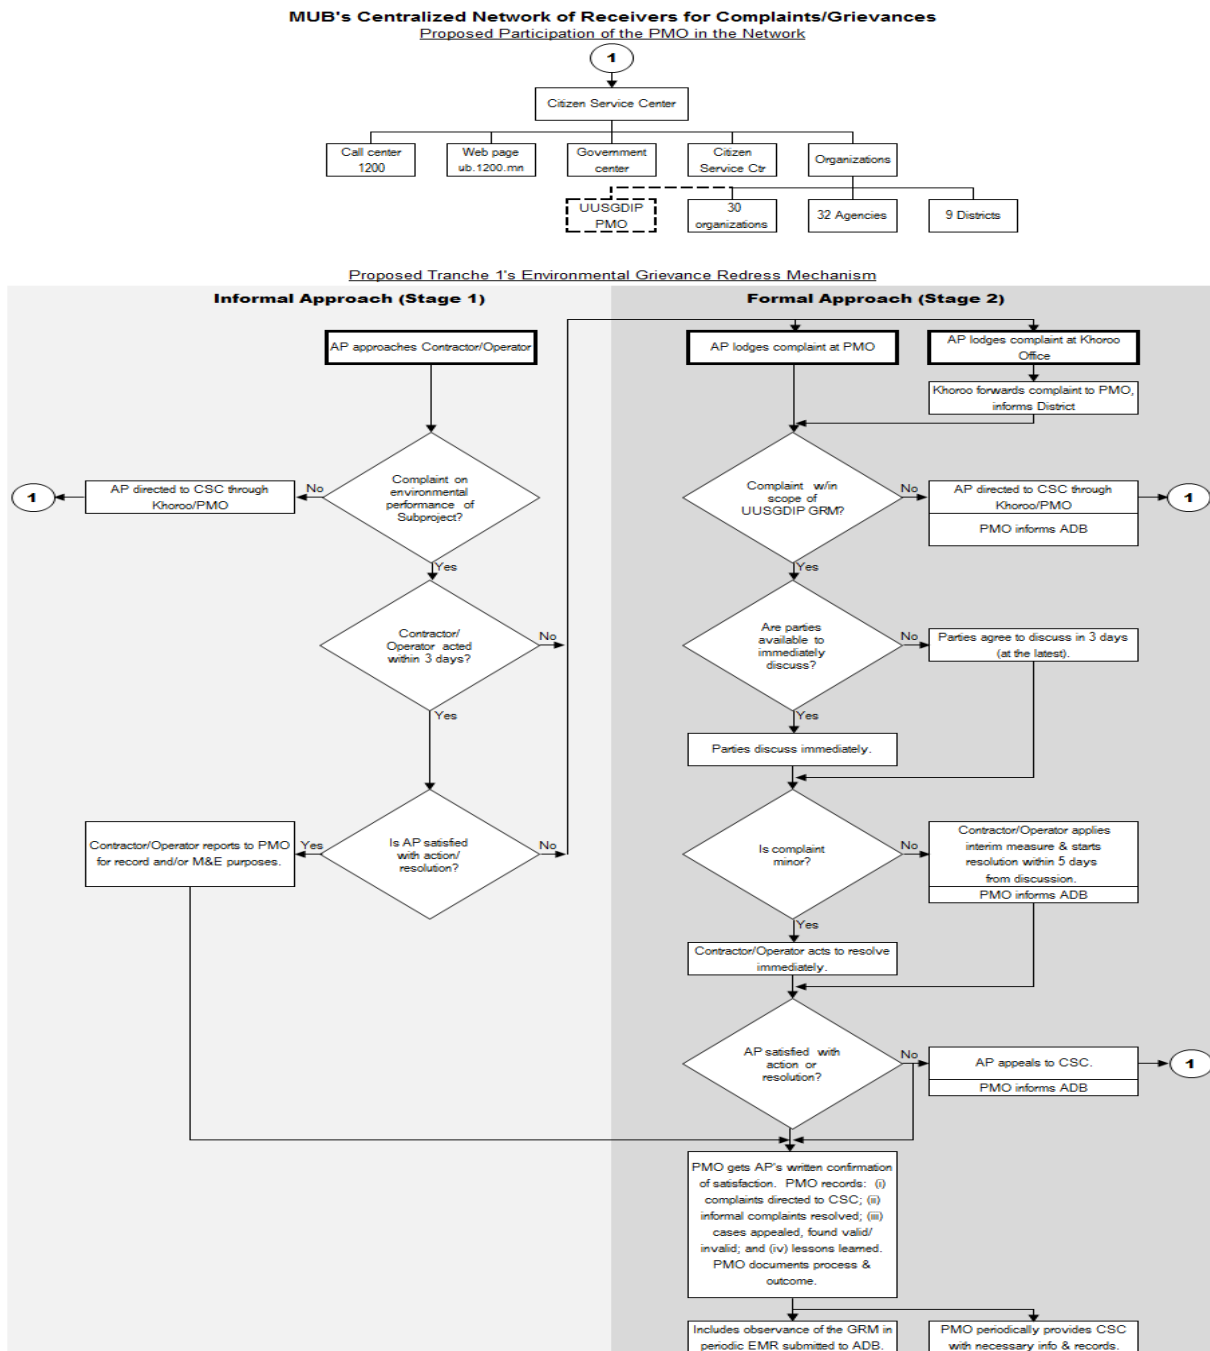 MUB's Centralized Network of Receivers for Complaints/Grievances
Proposed Participation of the PMO in the Network
1
Citizen Service Center
Call center
1200
Web page
ub.1200.mn
Government
center
Citizen
Service Ctr
Organizations
UUSGDIP
PMO
30
organizations
32 Agencies
9 Districts
Proposed Tranche 1's Environmental Grievance Redress Mechanism
Informal Approach (Stage 1)
Formal Approach (Stage 2)
AP approaches Contractor/Operator
AP lodges complaint at PMO
AP lodges complaint at Khoroo
Office
Khoroo forwards complaint to PMO,
informs District
1
AP directed to CSC through
Khoroo/PMO
No
Complaint on
environmental
performance of
Subproject?
Yes
Complaint w/in
scope of
UUSGDIP GRM?
No
AP directed to CSC through
Khoroo/PMO
PMO informs ADB
1
Yes
Contractor/
Operator acted
within 3 days?
No
Yes
Are parties
available to
immediately
discuss?
No
Parties agree to discuss in 3 days
(at the latest).
Yes
Parties discuss immediately.
Contractor/Operator reports to PMO
for record and/or M&E purposes.
Yes
Is AP satisfied
with action/
resolution?
No
Is complaint
minor?
No
Contractor/Operator applies
interim measure & starts
resolution within 5 days
from discussion.
PMO informs ADB
Yes
Contractor/Operator acts to resolve
immediately.
AP satisfied with
action or
resolution?
No
AP appeals to CSC.
PMO informs ADB
1
PMO gets AP's written confirmation
of satisfaction. PMO records: (i)
complaints directed to CSC; (ii)
informal complaints resolved; (iii)
cases appealed, found valid/
invalid; and (iv) lessons learned.
PMO documents process &
outcome.
Includes observance of the GRM in
periodic EMR submitted to ADB.
PMO periodically provides CSC
with necessary info & records.